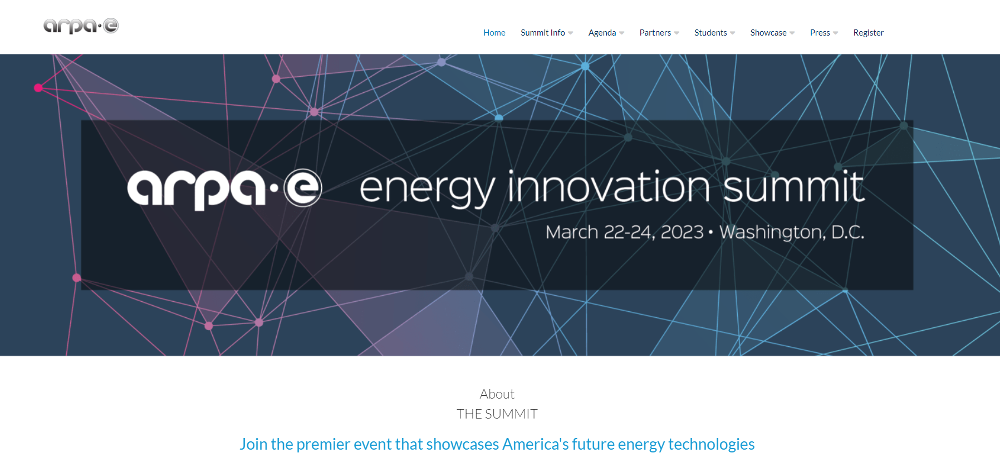 arpa·e
Home Summit Info Agenda Partners Students Showcase Press Register
arpa·e energy innovation summit
March 22-24, 2023 • Washington, D.C.
About
THE SUMMIT
Join the premier event that showcases America's future energy technologies